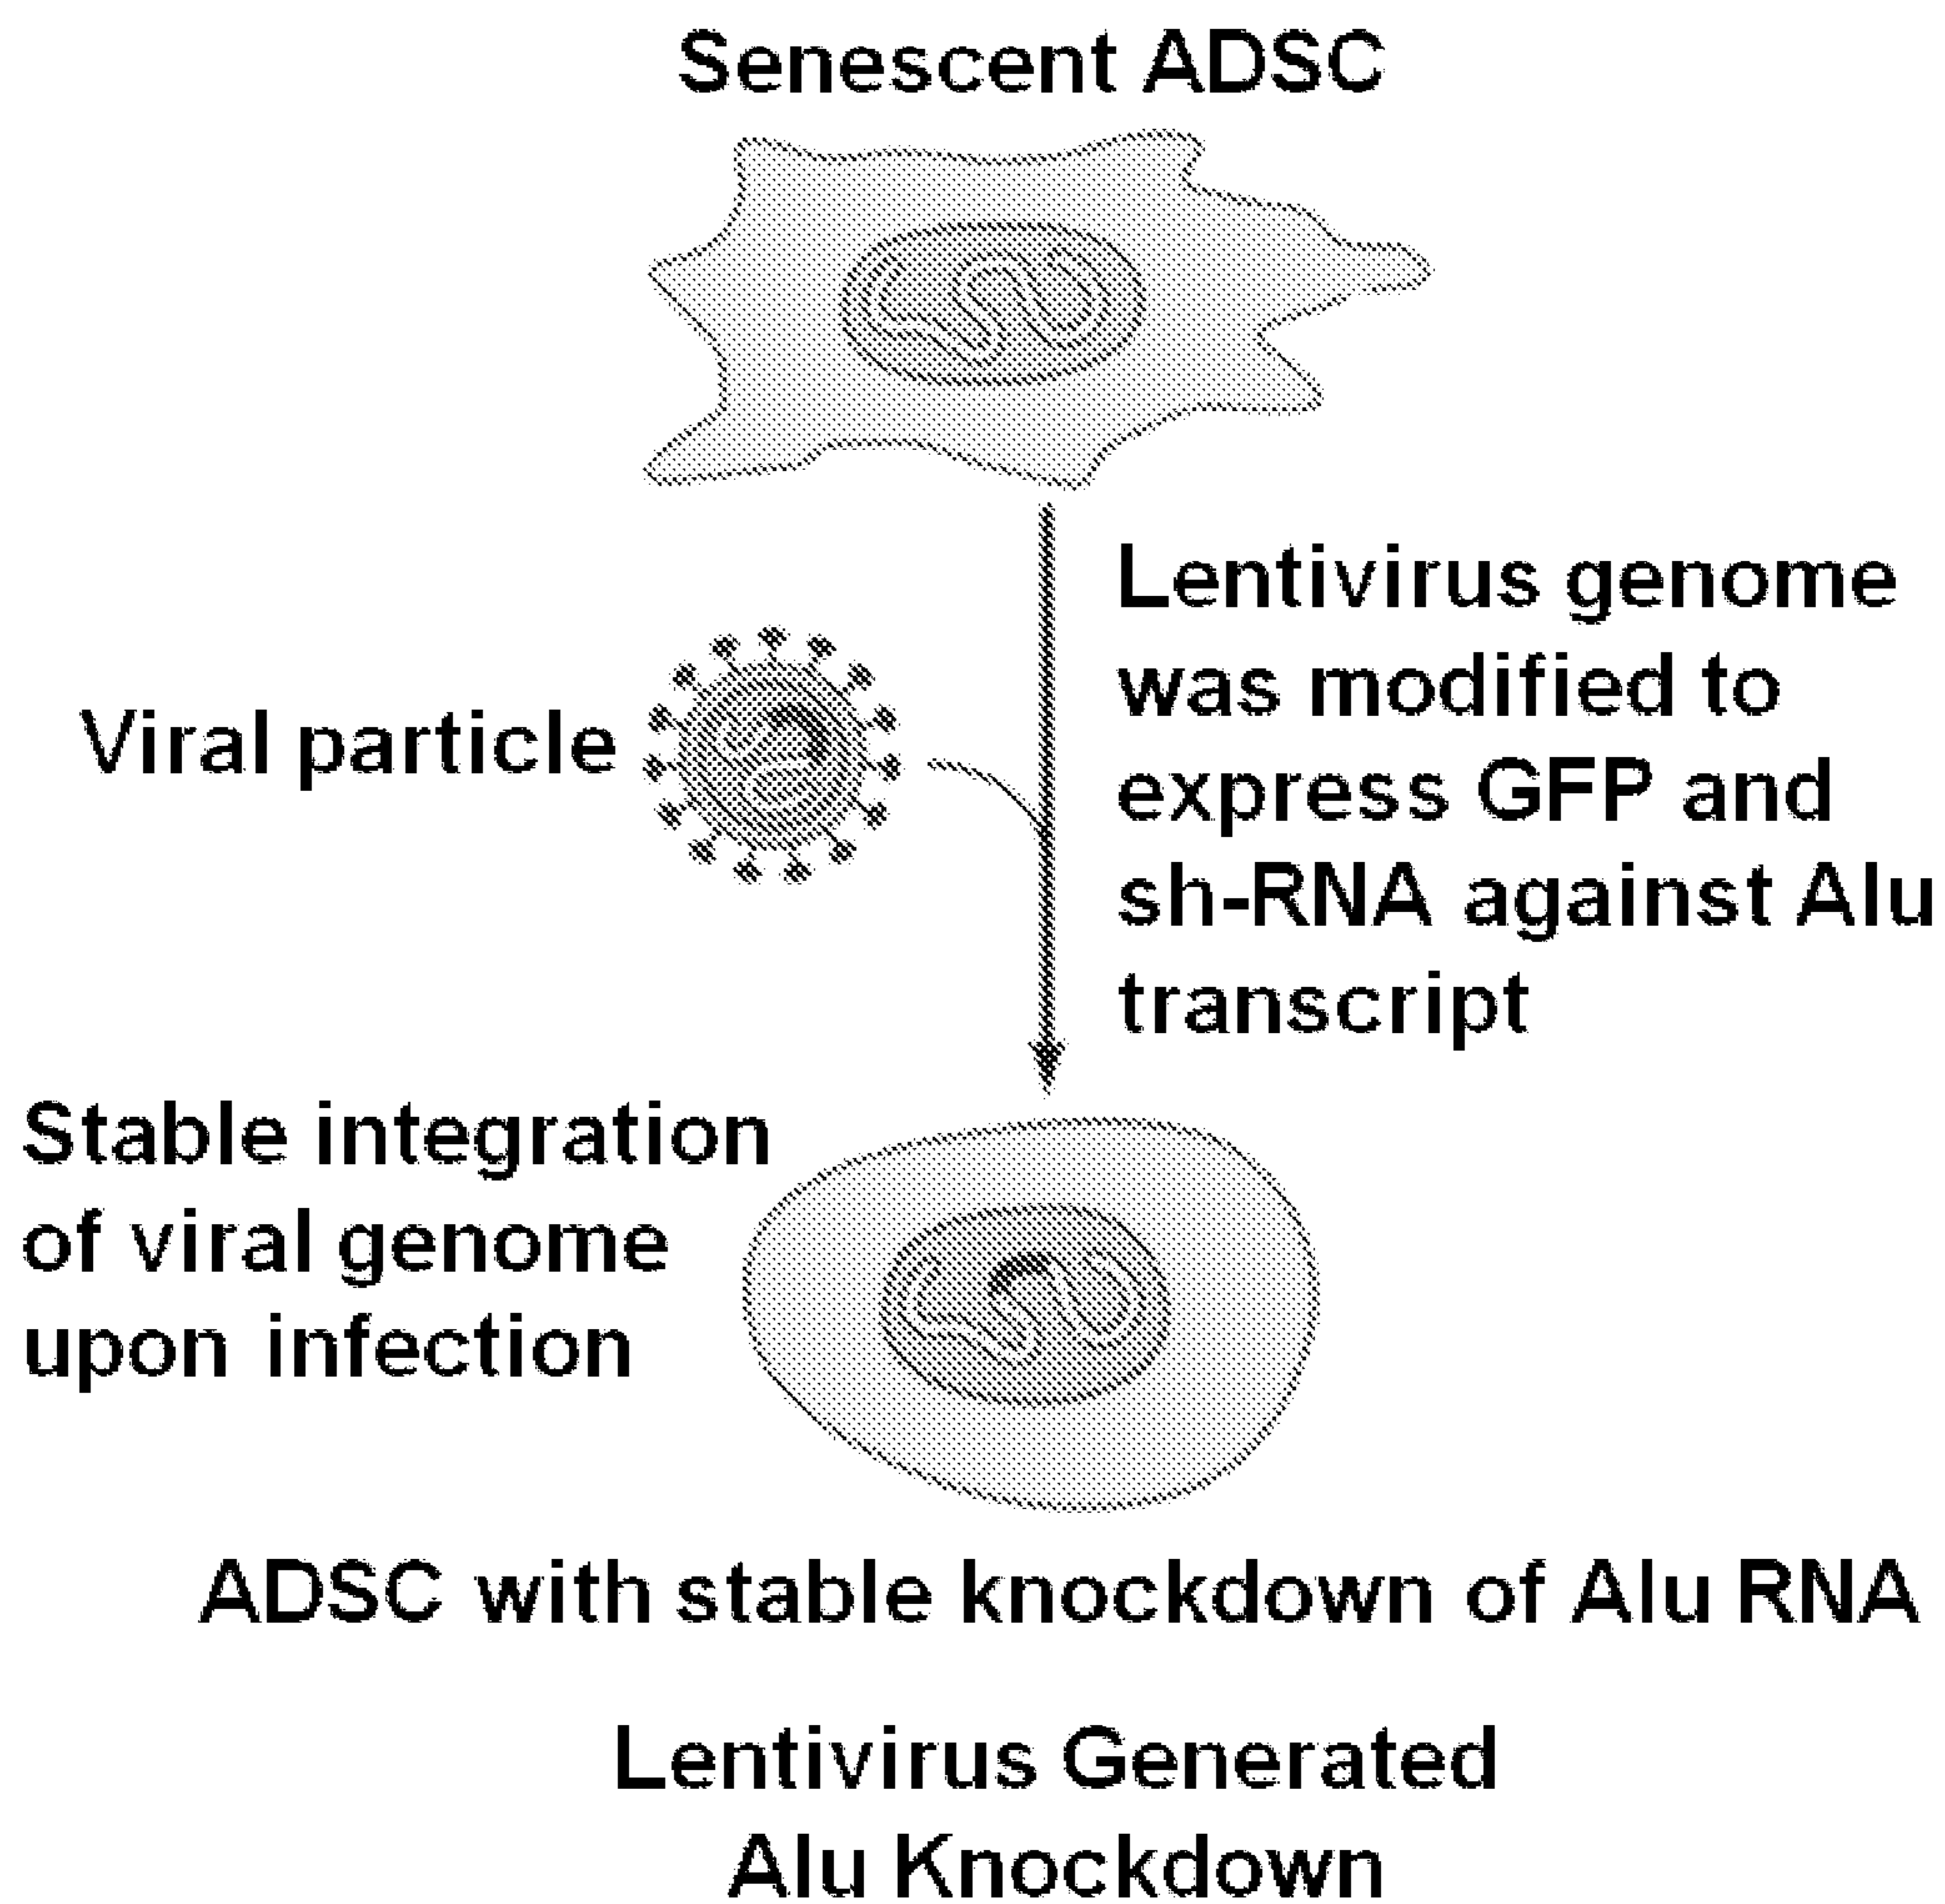 Senescent ADSC
Lentivirus genome
was modified to
express GFP and
sh-RNA against Alu
transcript
Viral particle
Stable integration
of viral genome
upon infection
ADSC with stable knockdown of Alu RNA
Lentivirus Generated
Alu Knockdown